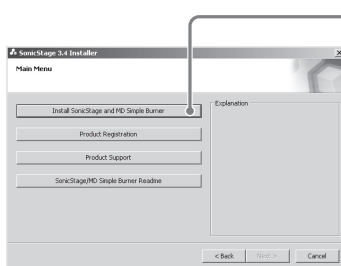 SonicStage 3.4 Installer
Main Menu
Install SonicStage and MD Simple Burner
Product Registration
Product Support
SonicStage/MD Simple Burner Readme
Explanation
< Back
Next >
Cancel